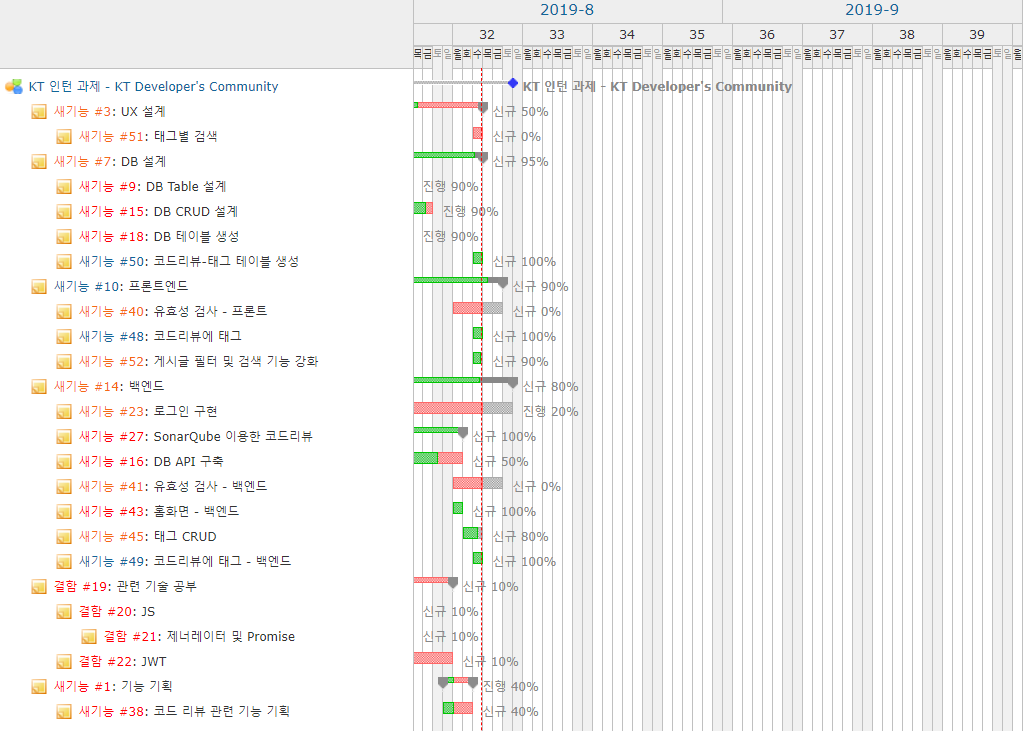 2019-8 2019-9
32 33 34 35 36 37 38 39
목 금 토 일 월 화 수 목 금 토 일 월 화 수 목 금 토 일 월 화 수 목 금 토 일 월 화 수 목 금 토 일 월 화 수 목 금 토 일 월 화 수 목 금 토 일 월 화 수 목 금 토 일 월 화 수 목 금 토 일 월
KT 인턴 과제 - KT Developer's Community KT 인턴 과제 - KT Developer's Community
새기능 #3: UX 설계 신규 50%
새기능 #51: 태그별 검색 신규 0%
새기능 #7: DB 설계 신규 95%
새기능 #9: DB Table 설계 진행 90%
새기능 #15: DB CRUD 설계 진행 90%
새기능 #18: DB 테이블 생성 진행 90%
새기능 #50: 코드리뷰-태그 테이블 생성 신규 100%
새기능 #10: 프론트엔드 신규 90%
새기능 #40: 유효성 검사 - 프론트 신규 0%
새기능 #48: 코드리뷰에 태그 신규 100%
새기능 #52: 게시글 필터 및 검색 기능 강화 신규 90%
새기능 #14: 백엔드 신규 80%
새기능 #23: 로그인 구현 진행 20%
새기능 #27: SonarQube 이용한 코드리뷰 신규 100%
새기능 #16: DB API 구축 신규 50%
새기능 #41: 유효성 검사 - 백엔드 신규 0%
새기능 #43: 홈화면 - 백엔드 신규 100%
새기능 #45: 태그 CRUD 신규 80%
새기능 #49: 코드리뷰에 태그 - 백엔드 신규 100%
결함 #19: 관련 기술 공부 신규 10%
결함 #20: JS 신규 10%
결함 #21: 제너레이터 및 Promise 신규 10%
결함 #22: JWT 신규 10%
새기능 #1: 기능 기획 진행 40%
새기능 #38: 코드 리뷰 관련 기능 기획 신규 40%